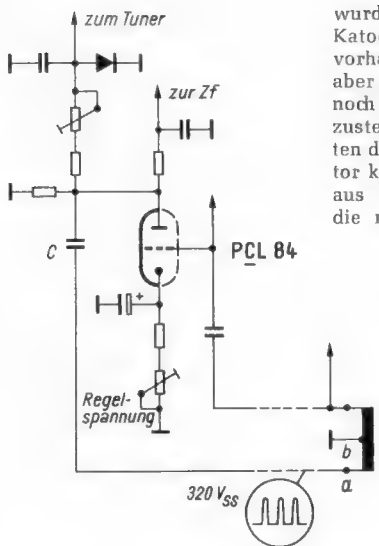 zum Tuner
zur Zf
C
PCL 84
+
Regel-
spannung
b
a
320 Vss
wurd
Katoo
vorha
aber
noch
zuste
ten d
tor k
aus
die r